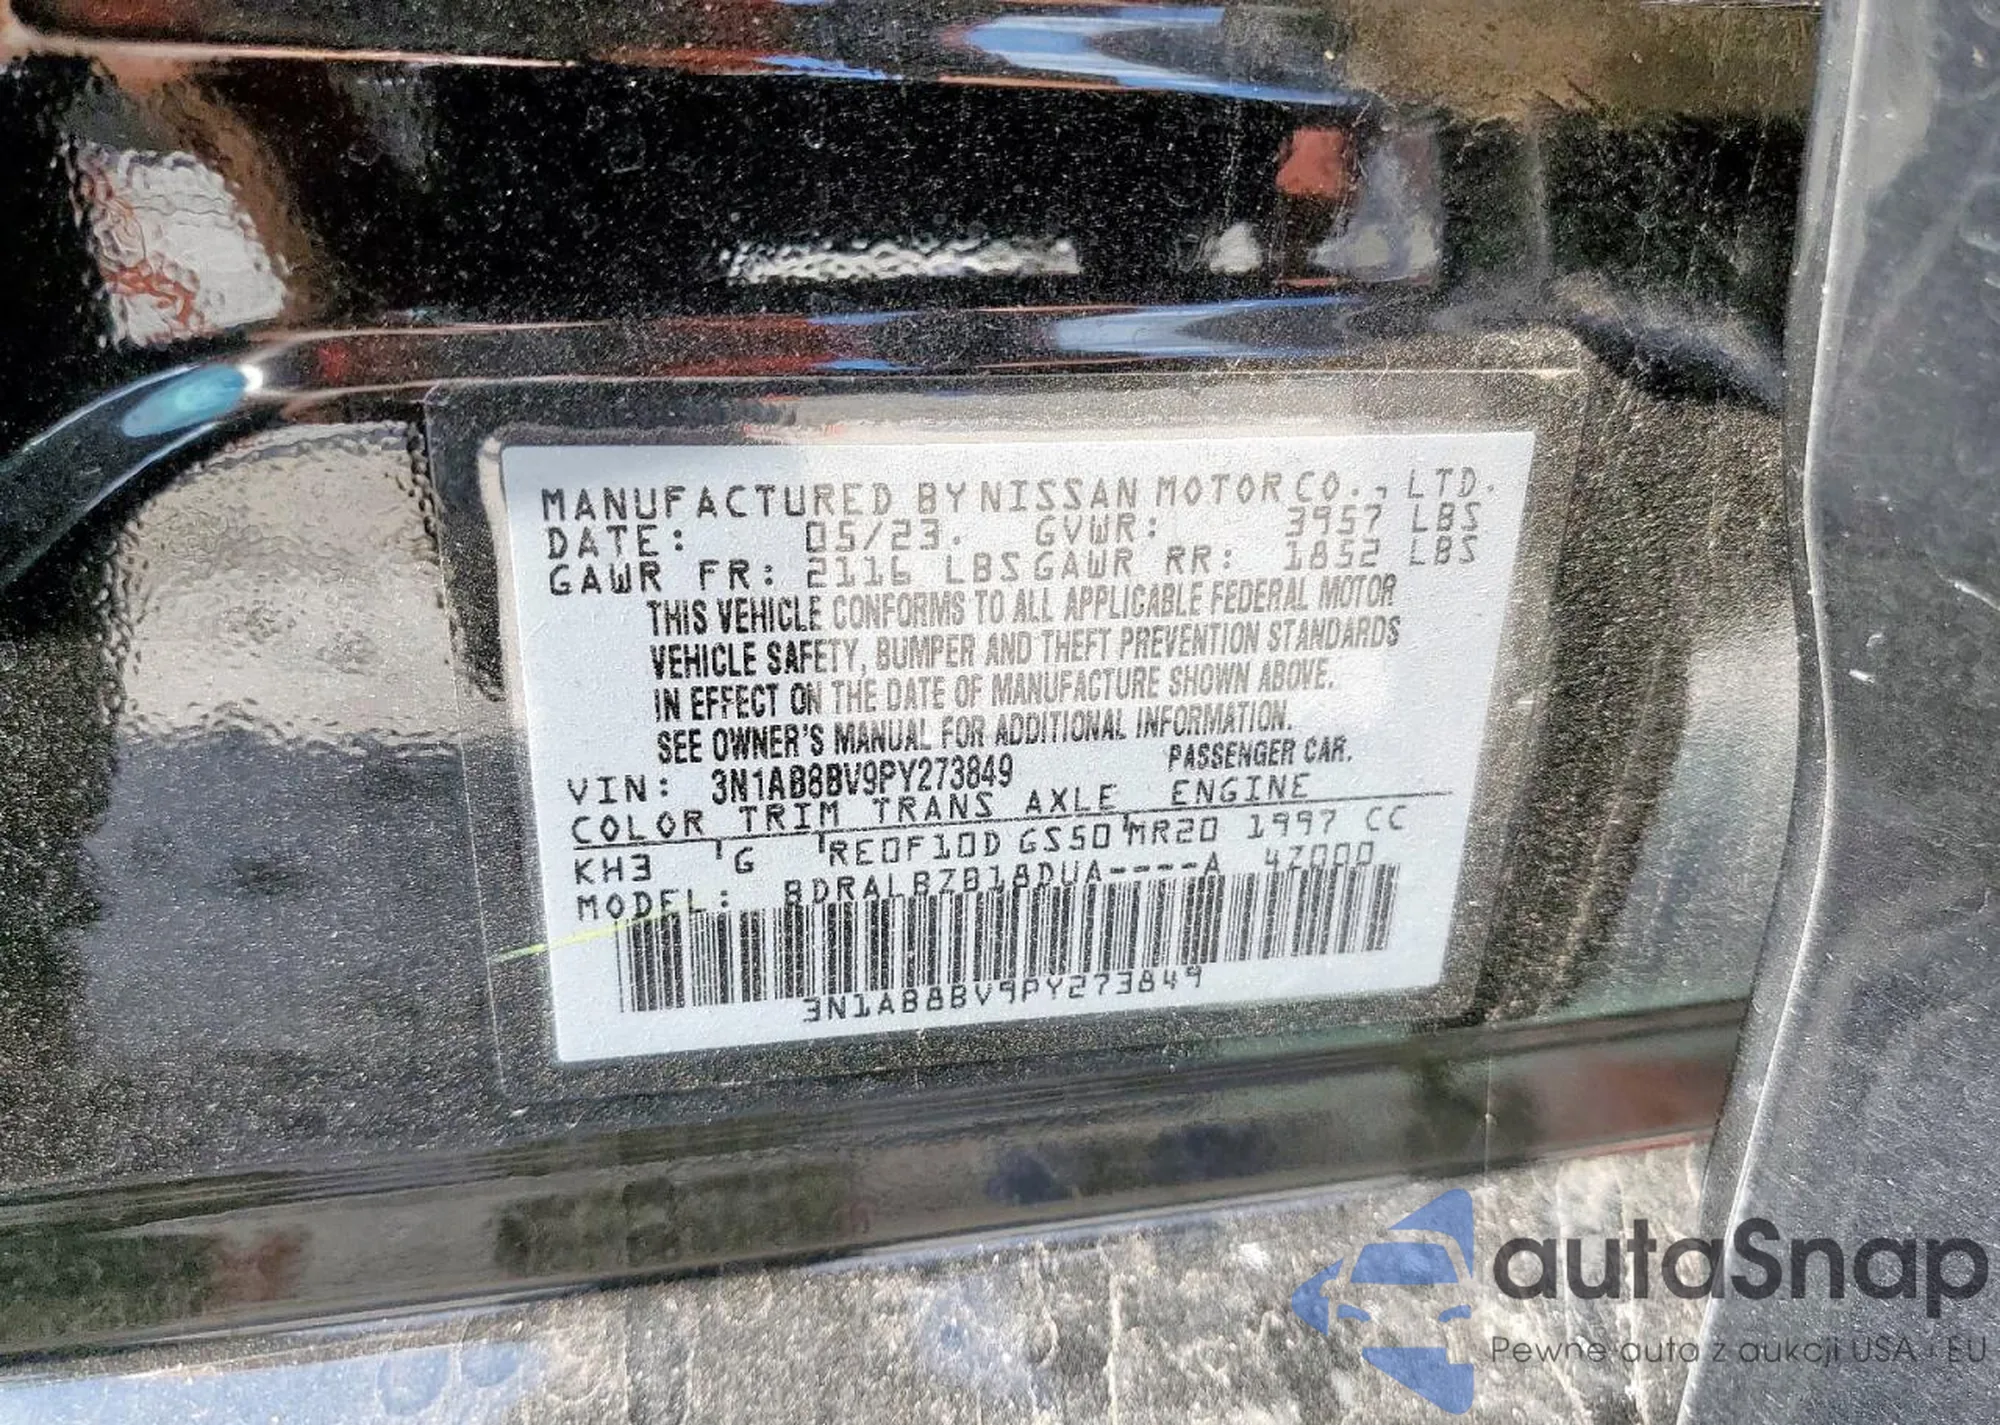 MANUFACTURED BY NISSAN MOTOR CO., LTD.
DATE: 05/23. GVWR: 3957 LBS
GAWR FR: 2116 LBS GAWR RR: 1852 LBS
THIS VEHICLE CONFORMS TO ALL APPLICABLE FEDERAL MOTOR
VEHICLE SAFETY, BUMPER AND THEFT PREVENTION STANDARDS
IN EFFECT ON THE DATE OF MANUFACTURE SHOWN ABOVE.
SEE OWNER'S MANUAL FOR ADDITIONAL INFORMATION.
PASSENGER CAR.
VIN: 3N1AB8BV9PY273849
COLOR TRIM TRANS AXLE ENGINE
KH3 G RE0F10D GS50 MR20 1997 CC
MODEL: BDRALBZB18DUA----A 4Z000
3N1AB8BV9PY273849
autaSnap
Pewne auto z aukcji USA i EU